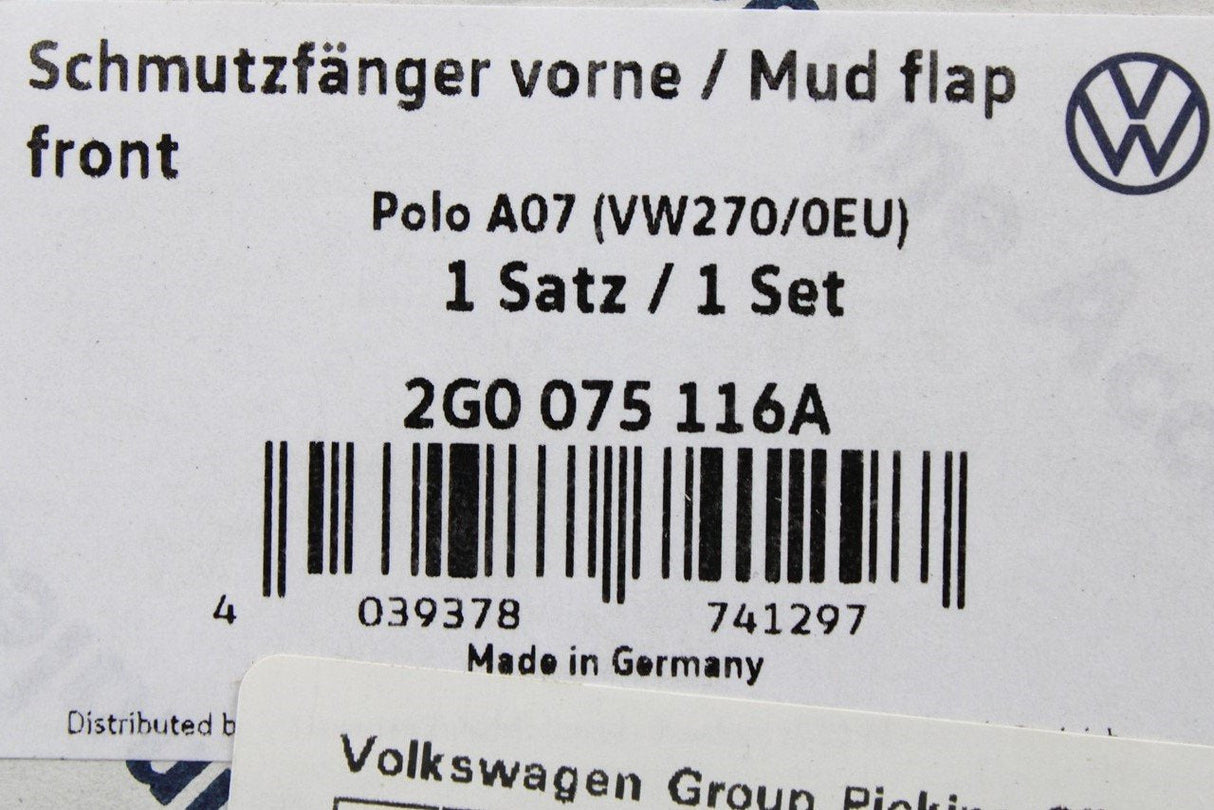 Schmutzfänger vorne / Mud flap
front
Polo A07 (VW270/0EU)
1 Satz / 1 Set
2G0 075 116A
4 039378 741297
Made in Germany
Distributed b
Volkswagen Group